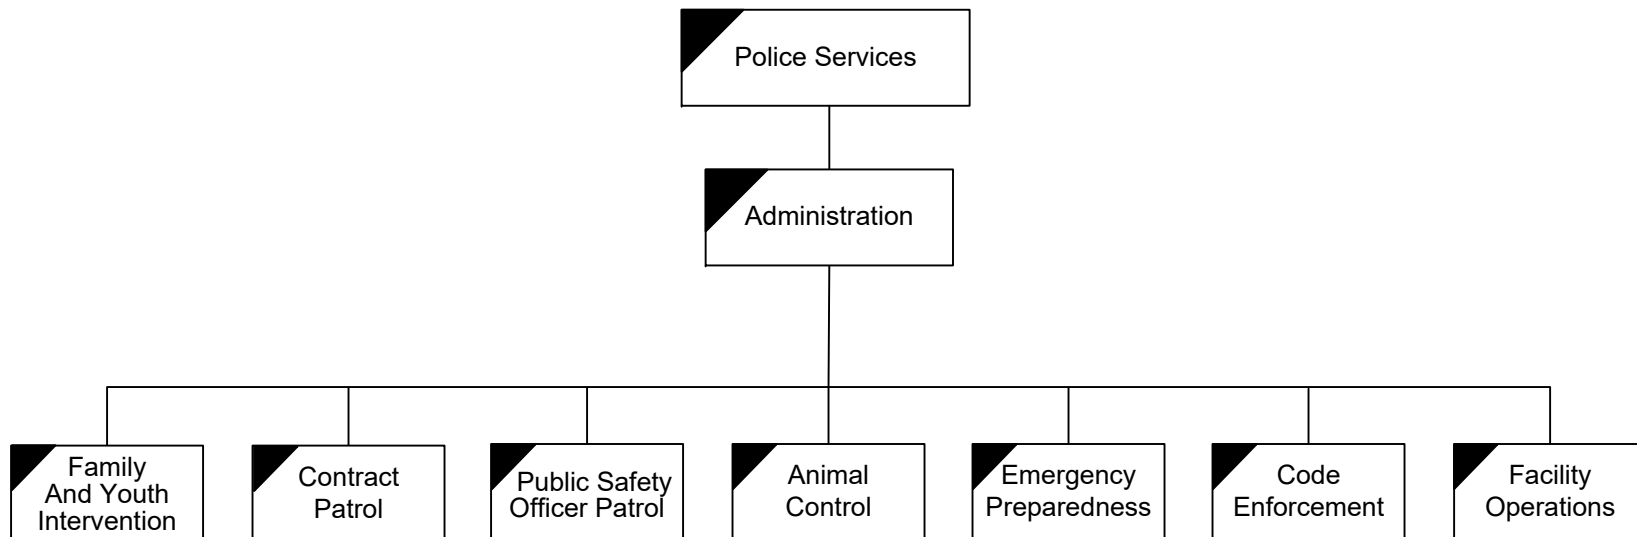 Police Services
Administration
Family
And Youth
Intervention
Contract
Patrol
Public Safety
Officer Patrol
Animal
Control
Emergency
Preparedness
Code
Enforcement
Facility
Operations